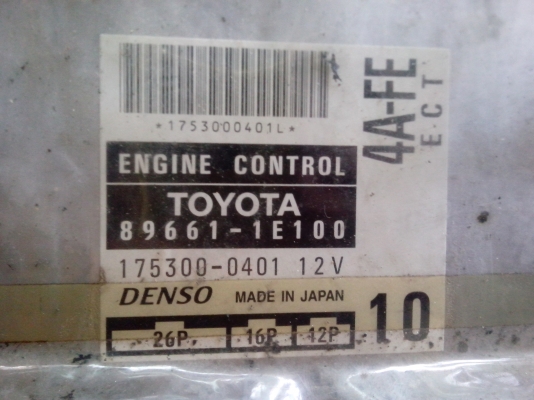 *1753000401L*
4A-FE
ECT
ENGINE CONTROL
TOYOTA
89661-1E100
175300-0401 12V
DENSO MADE IN JAPAN
10
26P 16P 12P